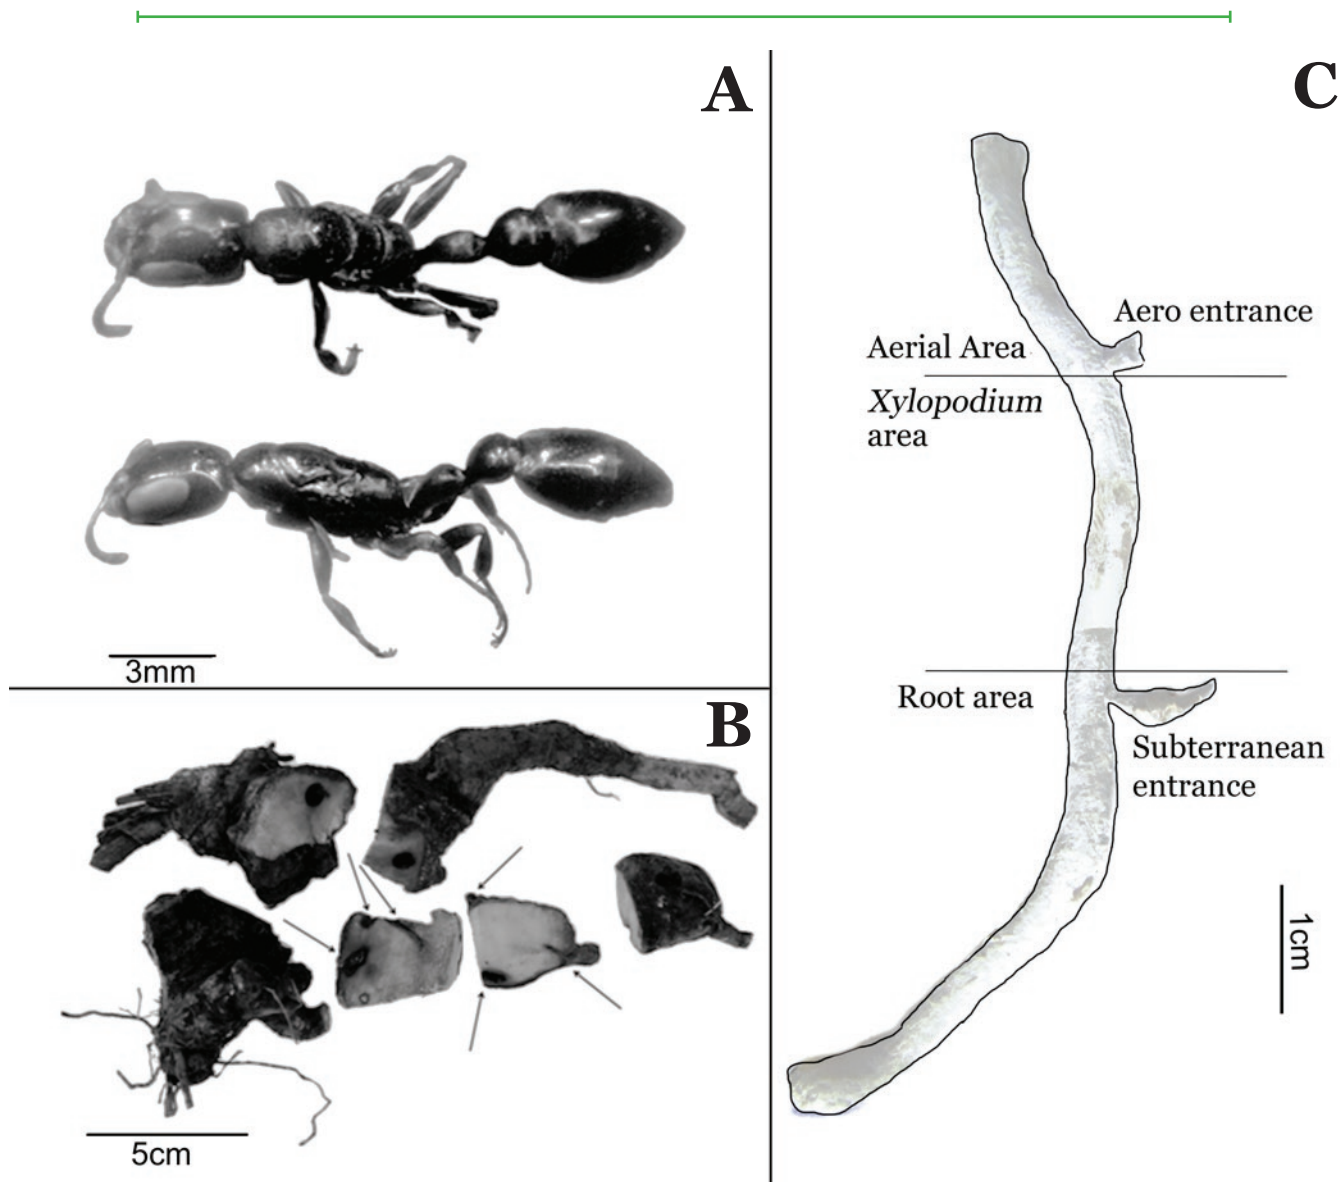 A
3mm
B
5cm
C
Aero entrance
Aerial Area
Xylopodium
area
Root area
Subterranean
entrance
1cm